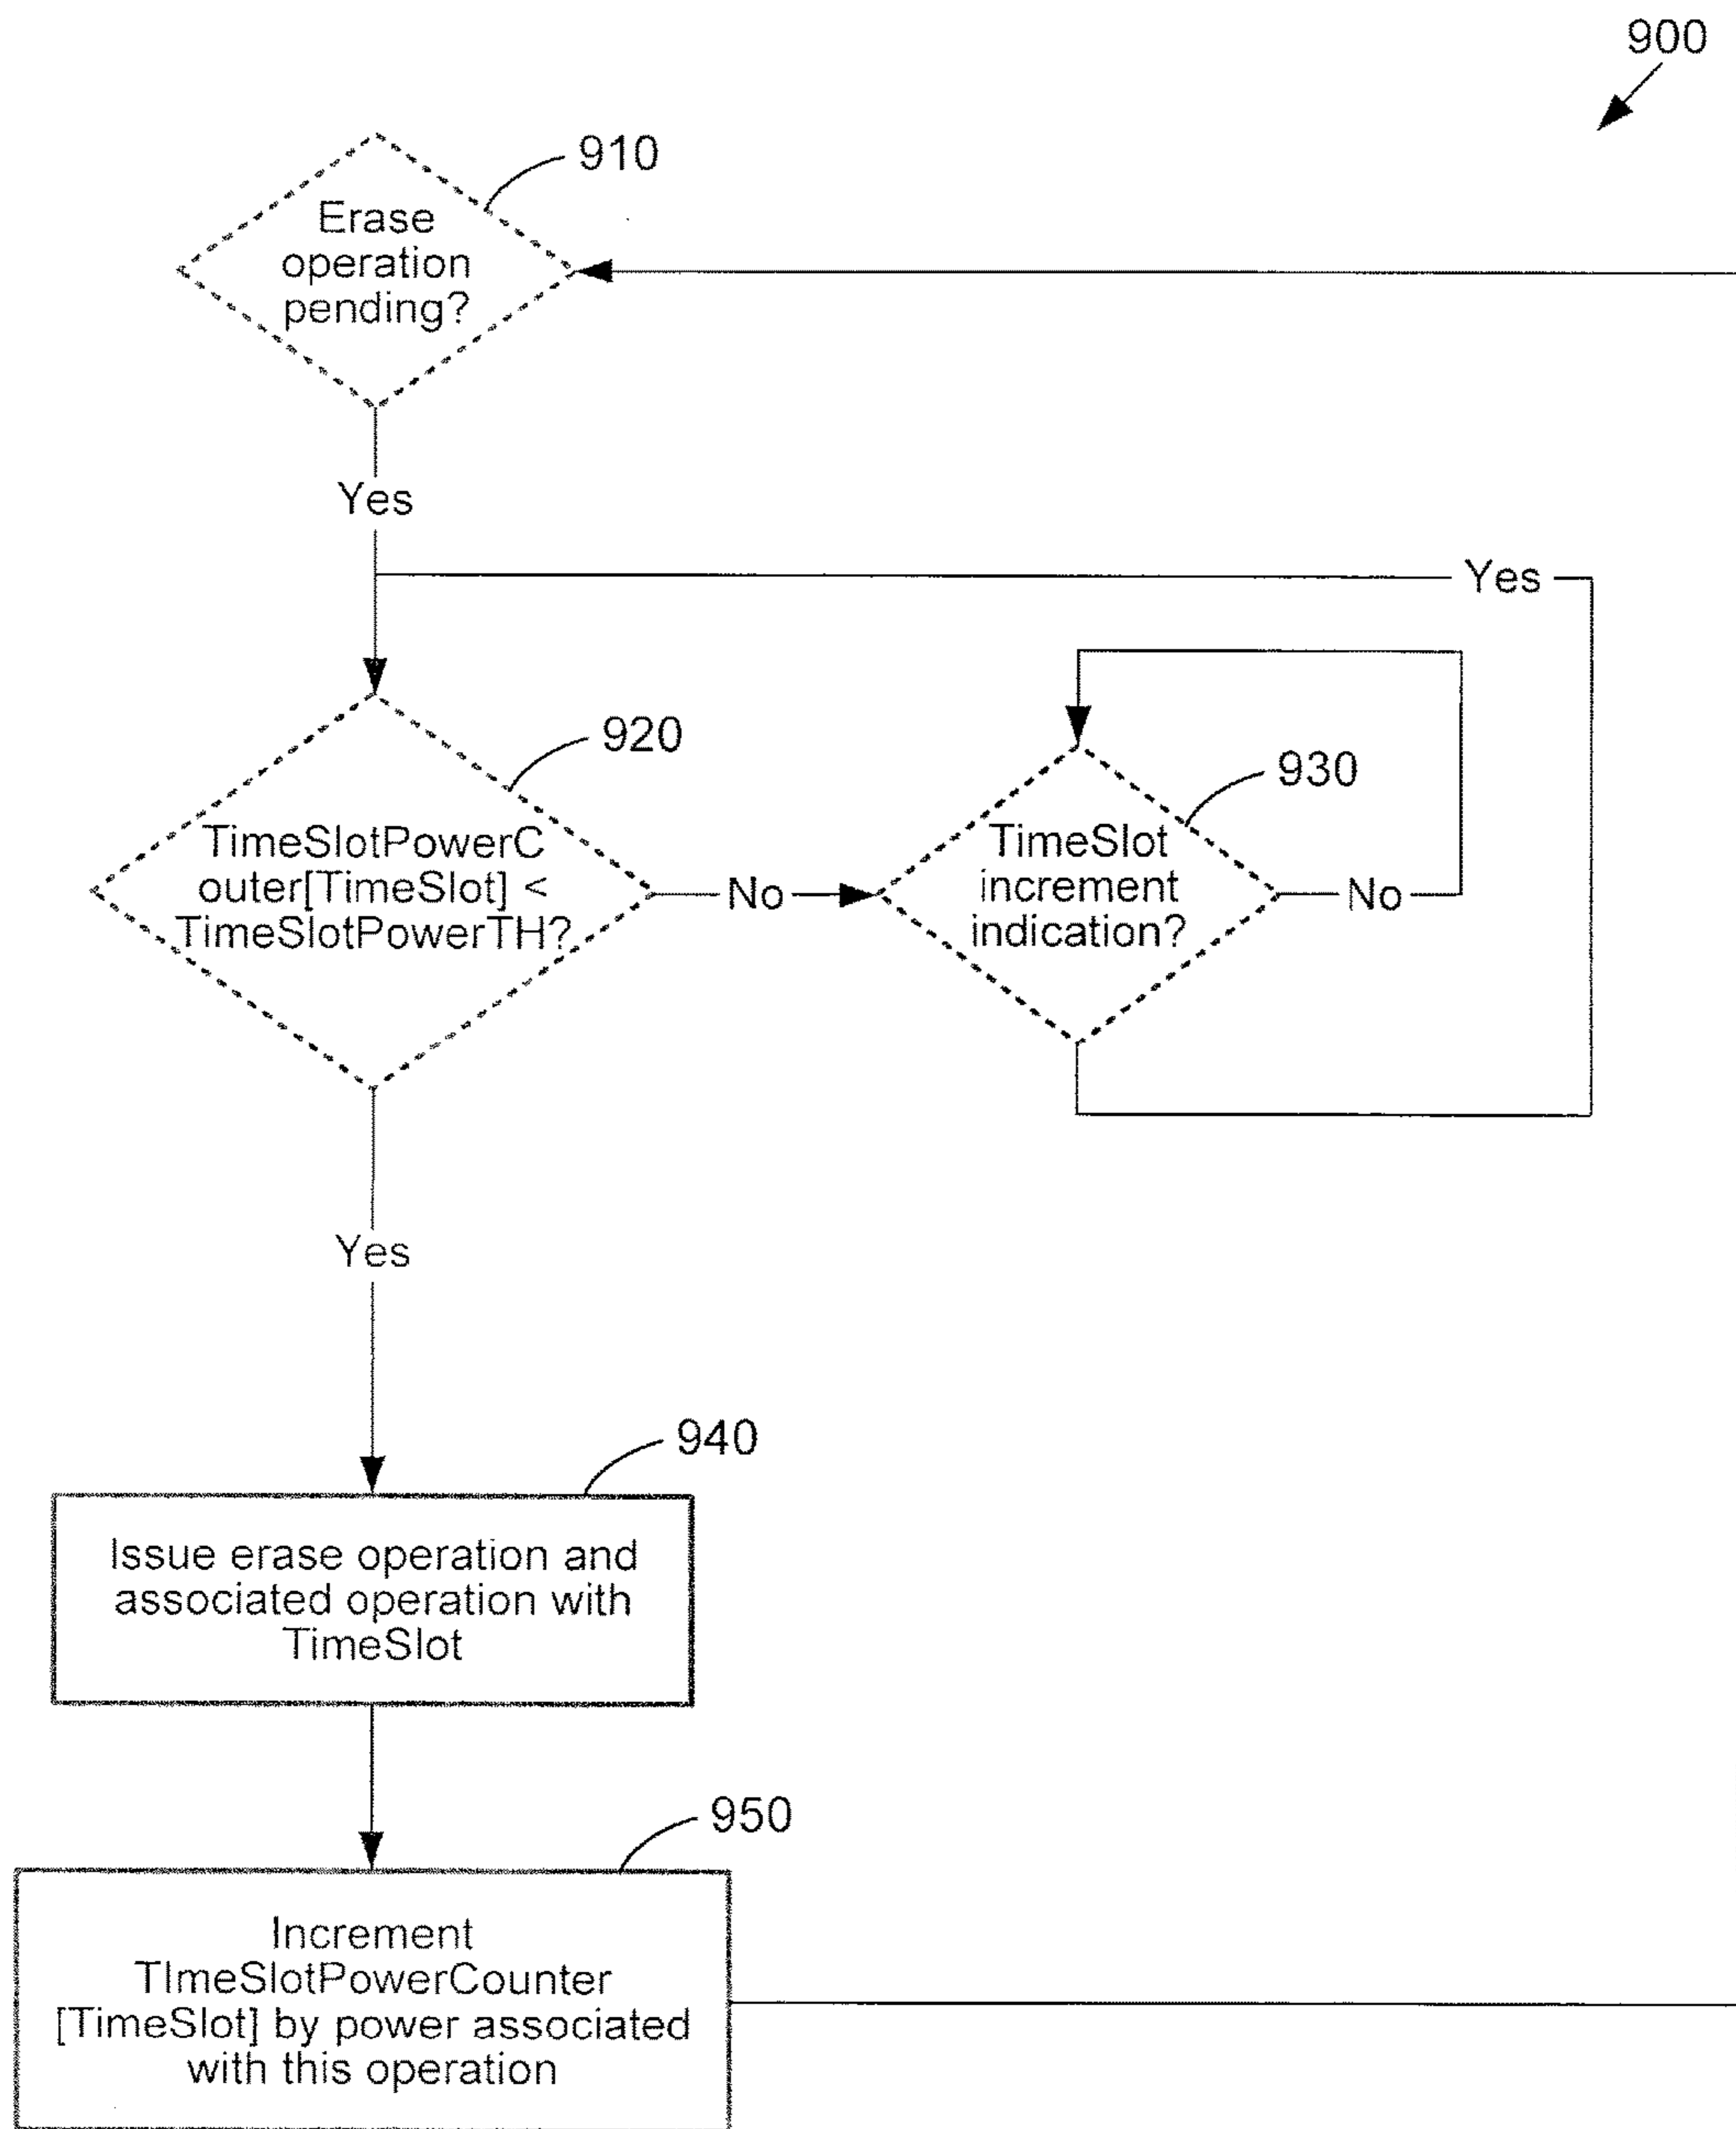 900
910
Erase
operation
pending?
Yes
Yes
920
TimeSlotPowerC
outer[TimeSlot] <
TimeSlotPowerTH?
No
930
TimeSlot
increment
indication?
No
Yes
940
Issue erase operation and
associated operation with
TimeSlot
950
Increment
TImeSlotPowerCounter
[TimeSlot] by power associated
with this operation